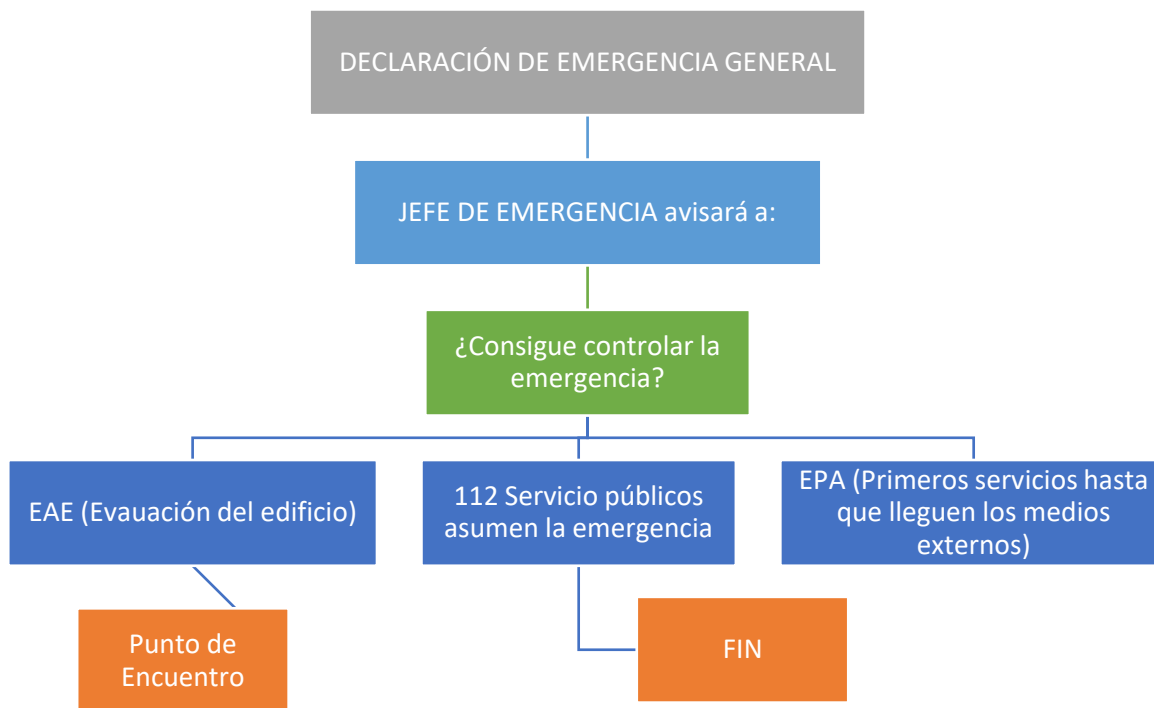 DECLARACIÓN DE EMERGENCIA GENERAL
JEFE DE EMERGENCIA avisará a:
¿Consigue controlar la
emergencia?
EAE (Evauación del edificio)
112 Servicio públicos
asumen la emergencia
EPA (Primeros servicios hasta
que lleguen los medios
externos)
Punto de
Encuentro
FIN